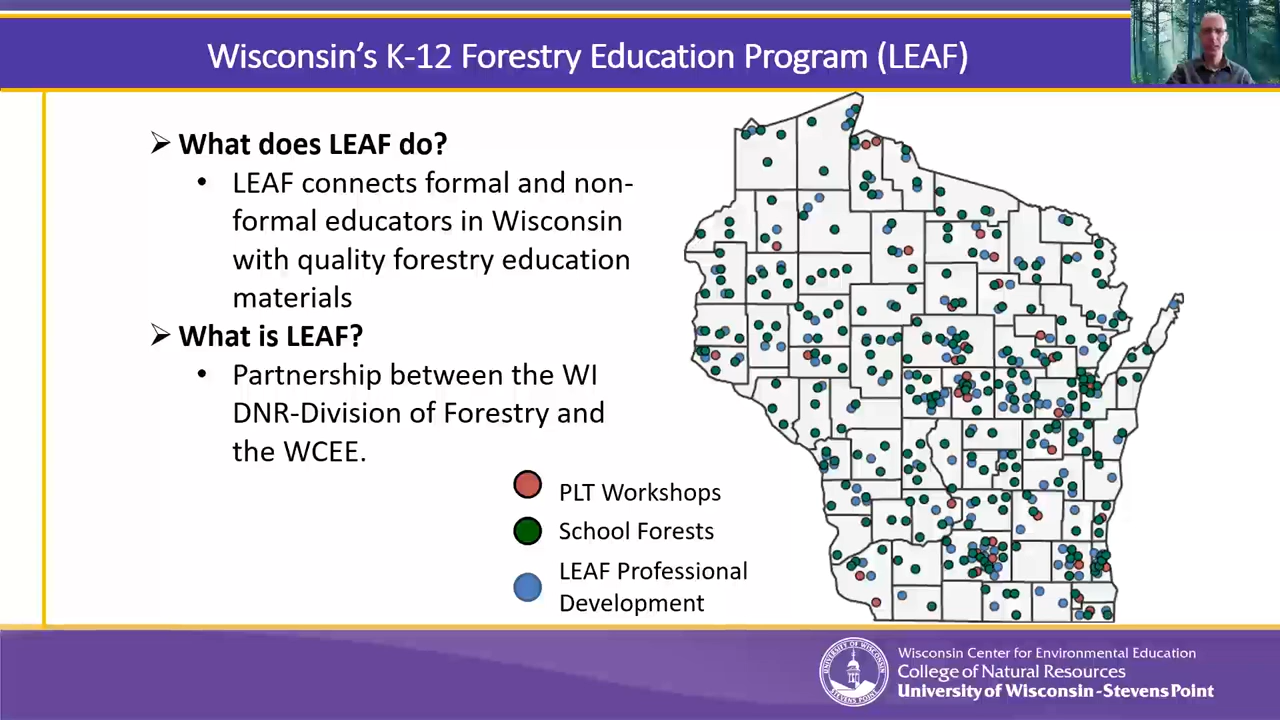 Wisconsin's K-12 Forestry Education Program (LEAF)
➢ What does LEAF do?
• LEAF connects formal and non-
formal educators in Wisconsin
with quality forestry education
materials
➢ What is LEAF?
• Partnership between the WI
DNR-Division of Forestry and
the WCEE.
PLT Workshops
School Forests
LEAF Professional
Development
Wisconsin Center for Environmental Education
College of Natural Resources
University of Wisconsin-Stevens Point